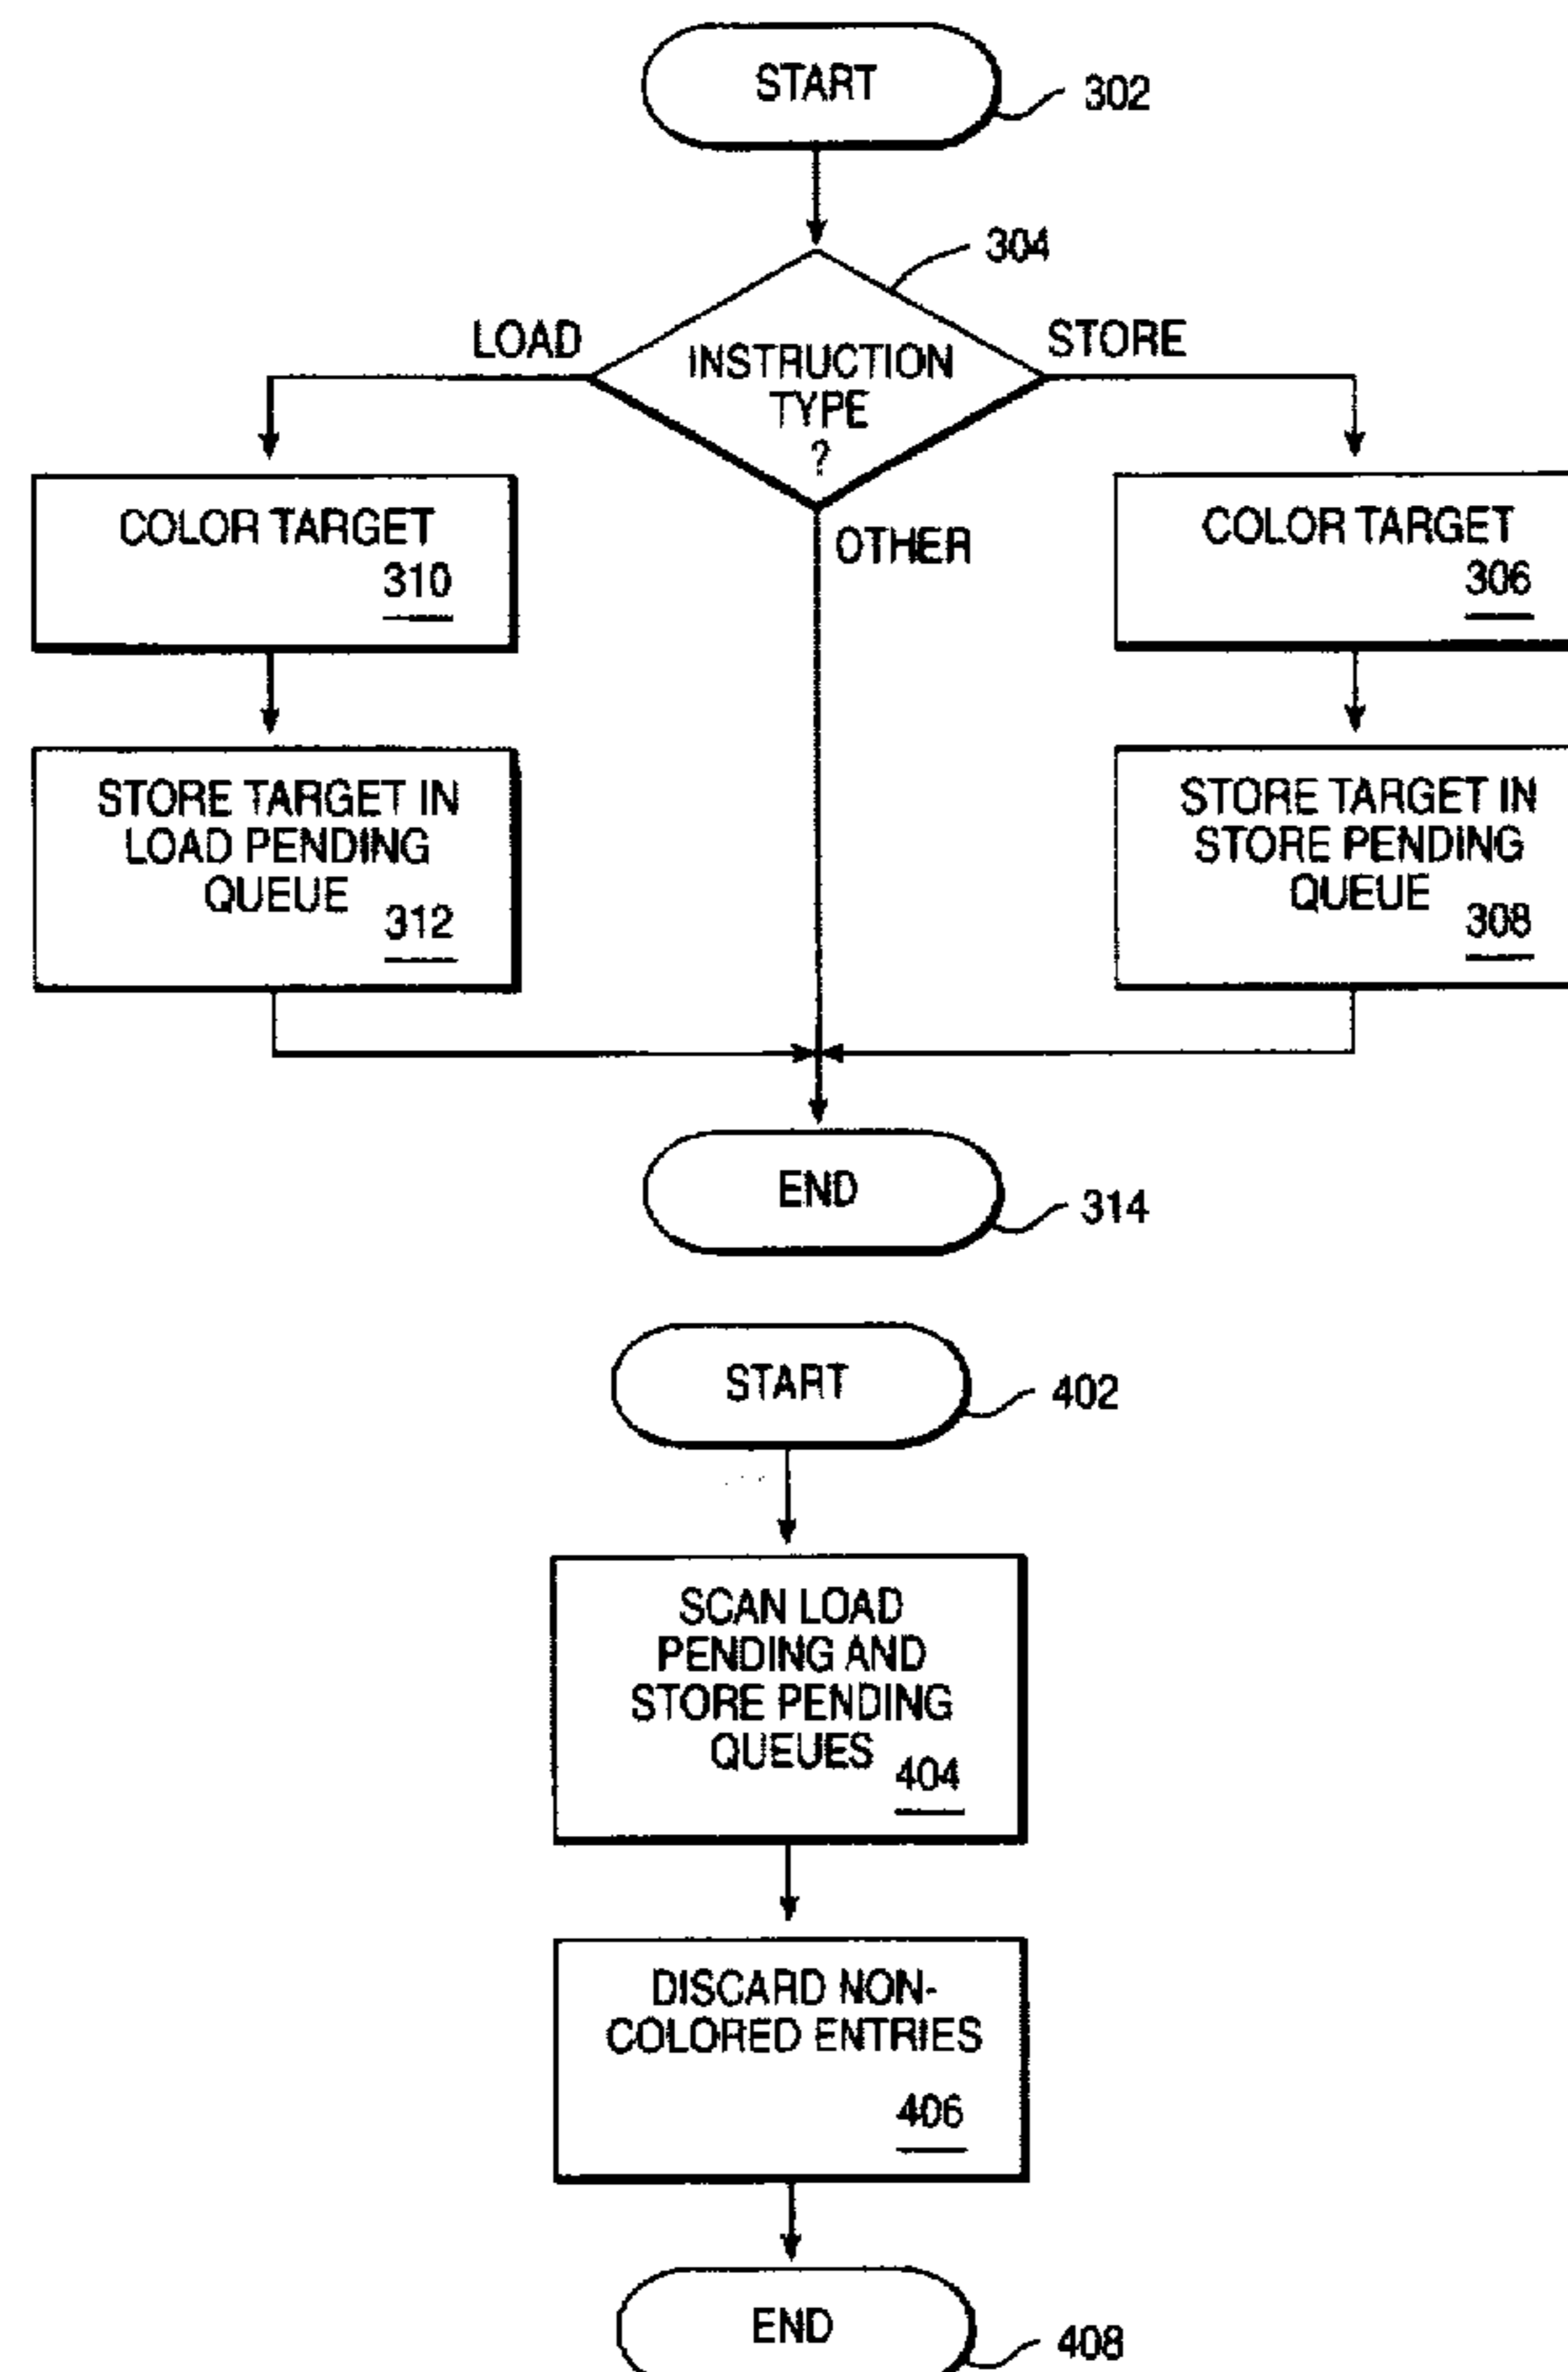 START
302
304
LOAD
STORE
INSTRUCTION
TYPE
?
OTHER
COLOR TARGET
310
COLOR TARGET
306
STORE TARGET IN
LOAD PENDING
QUEUE
312
STORE TARGET IN
STORE PENDING
QUEUE
308
END
314
START
402
SCAN LOAD
PENDING AND
STORE PENDING
QUEUES
404
DISCARD NON-
COLORED ENTRIES
406
END
408